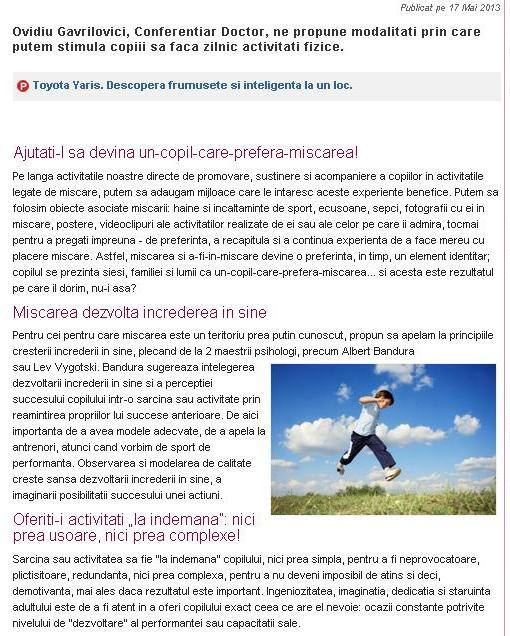 Publicat pe 17 Mai 2013
Ovidiu Gavrilovici, Conferentiar Doctor, ne propune modalitati prin care
putem stimula copiii sa faca zilnic activitati fizice.
P Toyota Yaris. Descopera frumusete si inteligenta la un loc.
Ajutati-l sa devina un-copil-care-prefera-miscarea!
Pe langa activitatile noastre directe de promovare, sustinere si acompaniere a copiilor in activitatile
legate de miscare, putem sa adaugam mijloace care le intaresc aceste experiente benefice. Putem sa
folosim obiecte asociate miscarii: haine si incaltaminte de sport, ecusoane, sepci, fotografii cu ei in
miscare, postere, videoclipuri ale activitatilor realizate de ei sau ale celor pe care ii admira, tocmai
pentru a pregati impreuna - de preferinta, a recapitula si a continua experienta de a face mereu cu
placere miscare. Astfel, miscarea si a-fi-in-miscare devine o preferinta, in timp, un element identitar;
copilul se prezinta siesi, familiei si lumii ca un-copil-care-prefera-miscarea... si acesta este rezultatul
pe care il dorim, nu-i asa?
Miscarea dezvolta increderea in sine
Pentru cei pentru care miscarea este un teritoriu prea putin cunoscut, propun sa apelam la principiile
cresterii increderii in sine, plecand de la 2 maestrii psihologi, precum Albert Bandura
sau Lev Vygotski. Bandura sugereaza intelegerea
dezvoltarii increderii in sine si a perceptiei
succesului copilului intr-o sarcina sau activitate prin
reamintirea propriilor lui succese anterioare. De aici
importanta de a avea modele adecvate, de a apela la
antrenori, atunci cand vorbim de sport de
performanta. Observarea si modelarea de calitate
creste sansa dezvoltarii increderii in sine, a
imaginarii posibilitatii succesului unei actiuni.
Oferiti-i activitati „la indemana”: nici
prea usoare, nici prea complexe!
Sarcina sau activitatea sa fie "la indemana" copilului, nici prea simpla, pentru a fi neprovocatoare,
plictisitoare, redundanta, nici prea complexa, pentru a nu deveni imposibil de atins si deci,
demotivanta, mai ales daca rezultatul este important. Ingeniozitatea, imaginatia, dedicatia si staruinta
adultului este de a fi atent in a oferi copilului exact ceea ce are el nevoie: ocazii constante potrivite
nivelului de "dezvoltare" al performantei sau capacitatii sale.